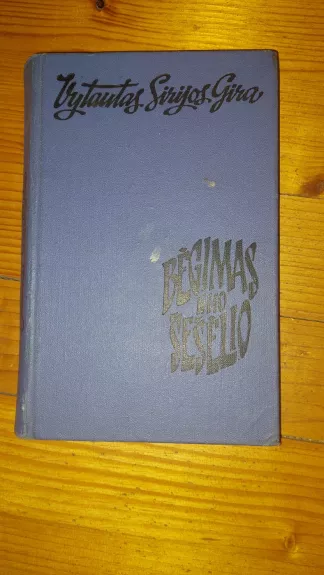 Vytautas Sirijos Gira
BĖGIMAS
NUO
ŠEŠĖLIO